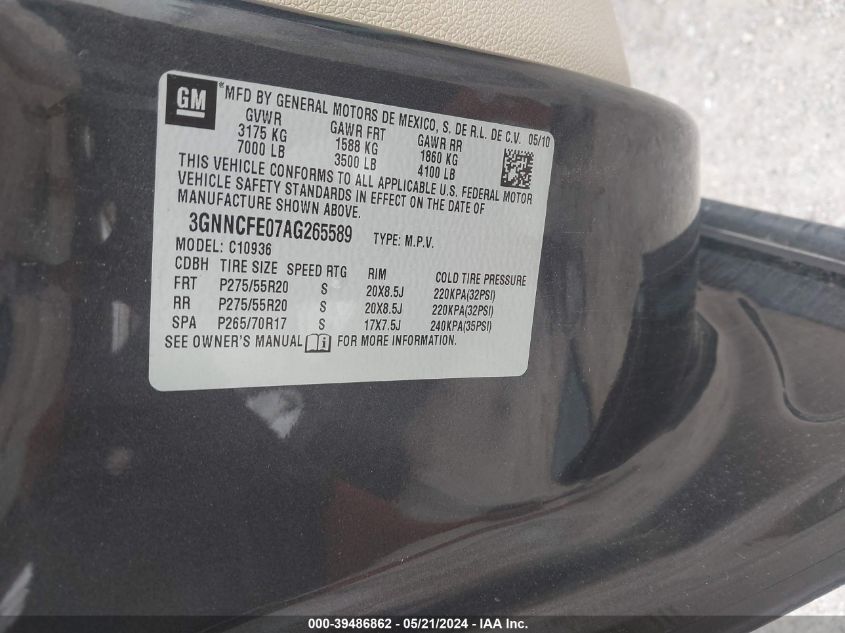 GM
*MFD BY GENERAL MOTORS DE MEXICO, S. DE R.L. DE C.V. 05/10
GVWR GAWR FRT GAWR RR
3175 KG 1588 KG 1860 KG
7000 LB 3500 LB 4100 LB
THIS VEHICLE CONFORMS TO ALL APPLICABLE U.S. FEDERAL MOTOR
VEHICLE SAFETY STANDARDS IN EFFECT ON THE DATE OF
MANUFACTURE SHOWN ABOVE.
3GNNCFE07AG265589 TYPE: M.P.V.
MODEL: C10936
CDBH TIRE SIZE SPEED RTG RIM COLD TIRE PRESSURE
FRT P275/55R20 S 20X8.5J 220KPA(32PSI)
RR P275/55R20 S 20X8.5J 220KPA(32PSI)
SPA P265/70R17 S 17X7.5J 240KPA(35PSI)
SEE OWNER'S MANUAL i FOR MORE INFORMATION.
000-39486862 - 05/21/2024 - IAA Inc.